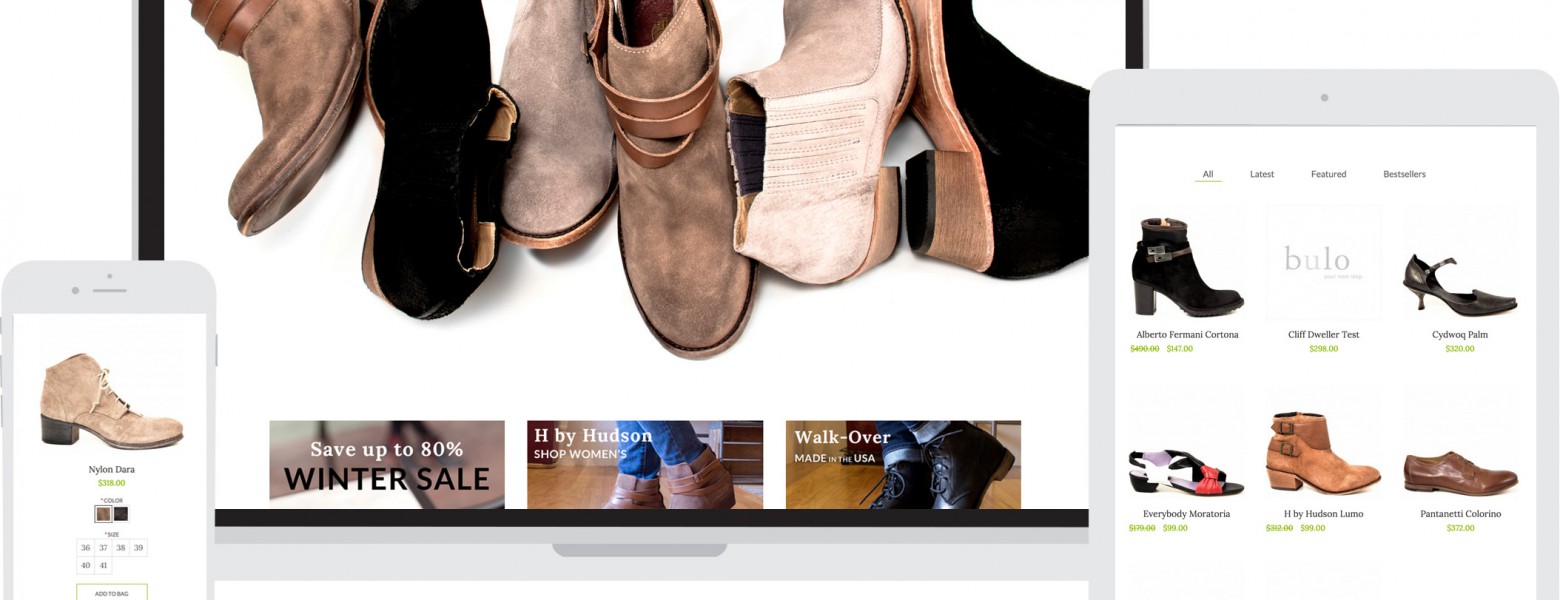 Nylon Dara
$318.00
*COLOR
*SIZE
36 37 38 39
40 41
ADD TO BAG
Save up to 80%
WINTER SALE
H by Hudson
SHOP WOMEN'S
Walk-Over
MADE IN THE USA
All Latest Featured Bestsellers
bulo
your next step.
Alberto Fermani Cortona
$490.00 $147.00
Cliff Dweller Test
$298.00
Cydwoq Palm
$320.00
Everybody Moratoria
$179.00 $99.00
H by Hudson Lumo
$312.00 $99.00
Pantanetti Colorino
$372.00